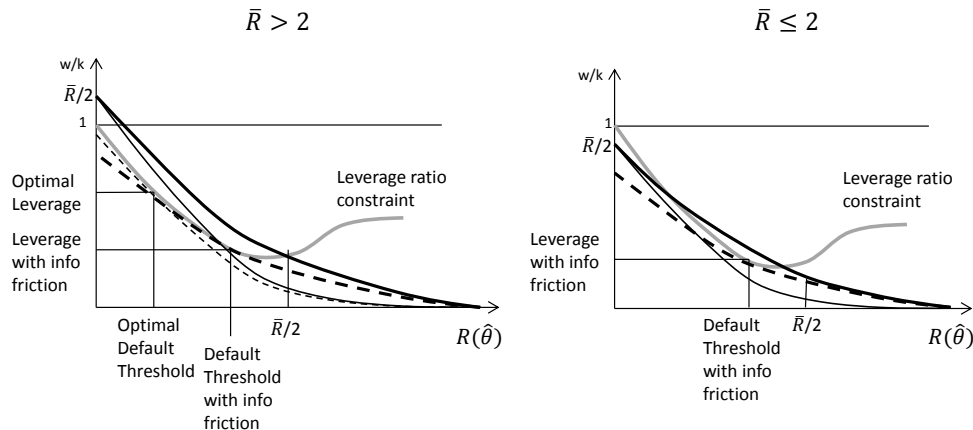 R̄ > 2
w/k
R̄/2
1
Optimal
Leverage
Leverage
with info
friction
Leverage ratio
constraint
Optimal
Default
Threshold
Default
Threshold
with info
friction
R̄/2
R(θ̂)
R̄ ≤ 2
w/k
1
R̄/2
Leverage
with info
friction
Leverage ratio
constraint
Default
Threshold
with info
friction
R̄/2
R(θ̂)